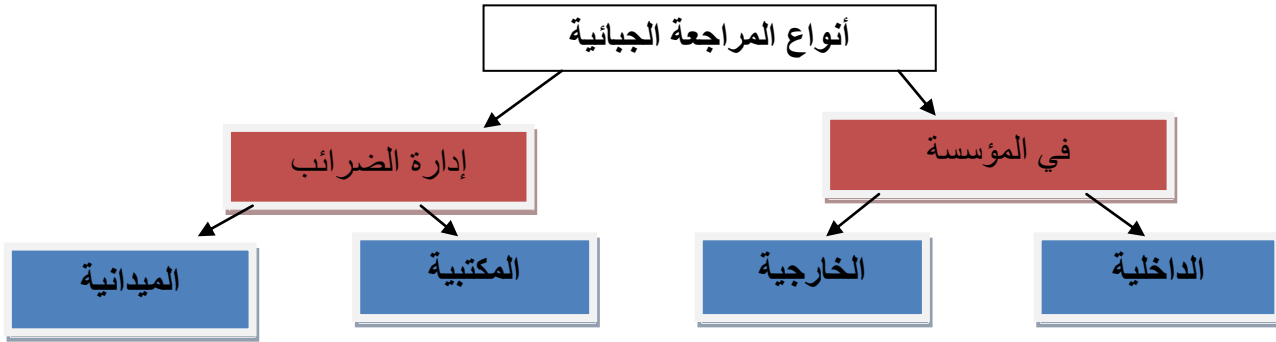 أنواع المراجعة الجبائية
في المؤسسة
إدارة الضرائب
الداخلية
الخارجية
المكتبية
الميدانية